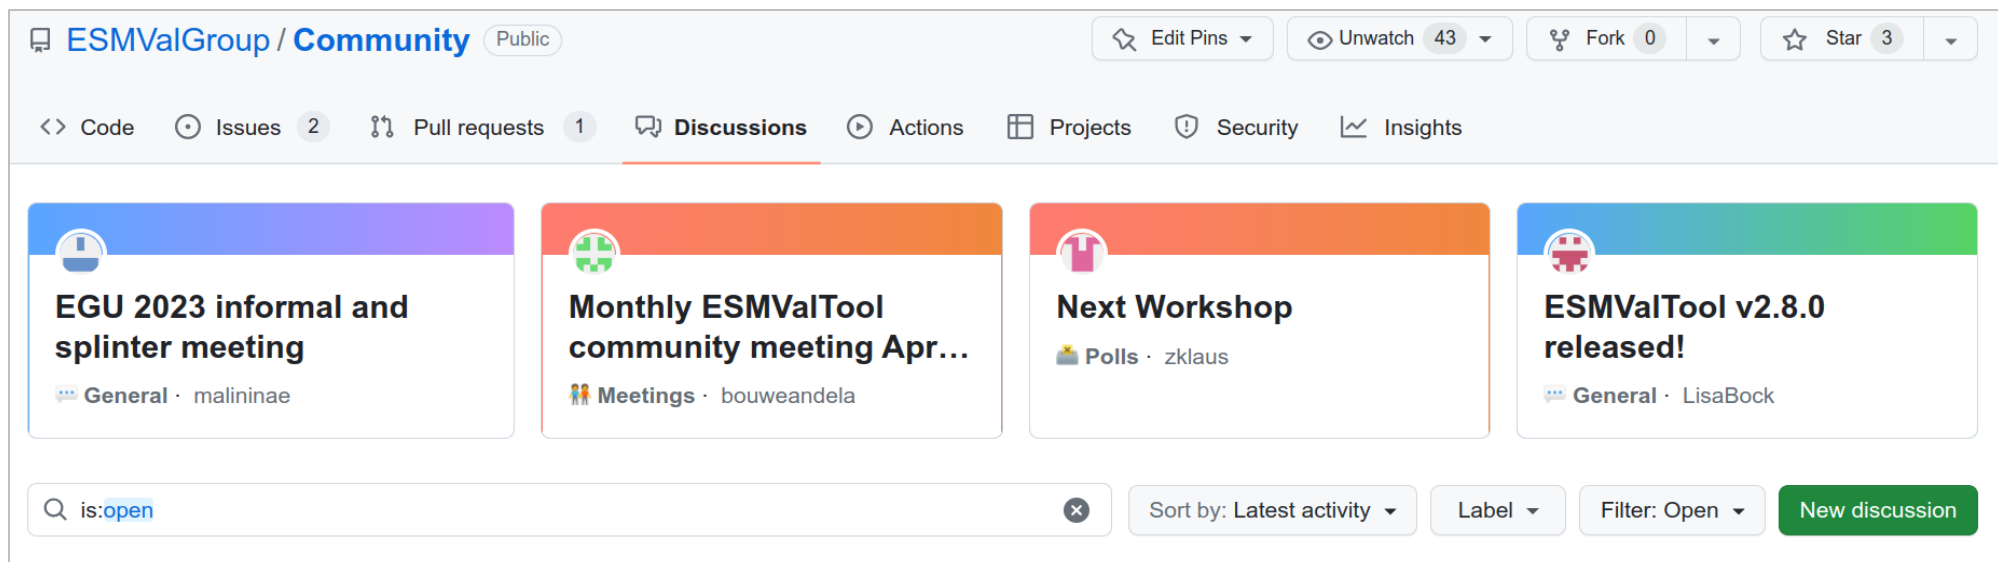 ESMValGroup / Community Public Edit Pins Unwatch 43 Fork 0 Star 3
Code Issues 2 Pull requests 1 Discussions Actions Projects Security Insights
EGU 2023 informal and
splinter meeting
General · malininae
Monthly ESMValTool
community meeting Apr...
Meetings · bouweandela
Next Workshop
Polls · zklaus
ESMValTool v2.8.0
released!
General · LisaBock
is:open Sort by: Latest activity Label Filter: Open New discussion